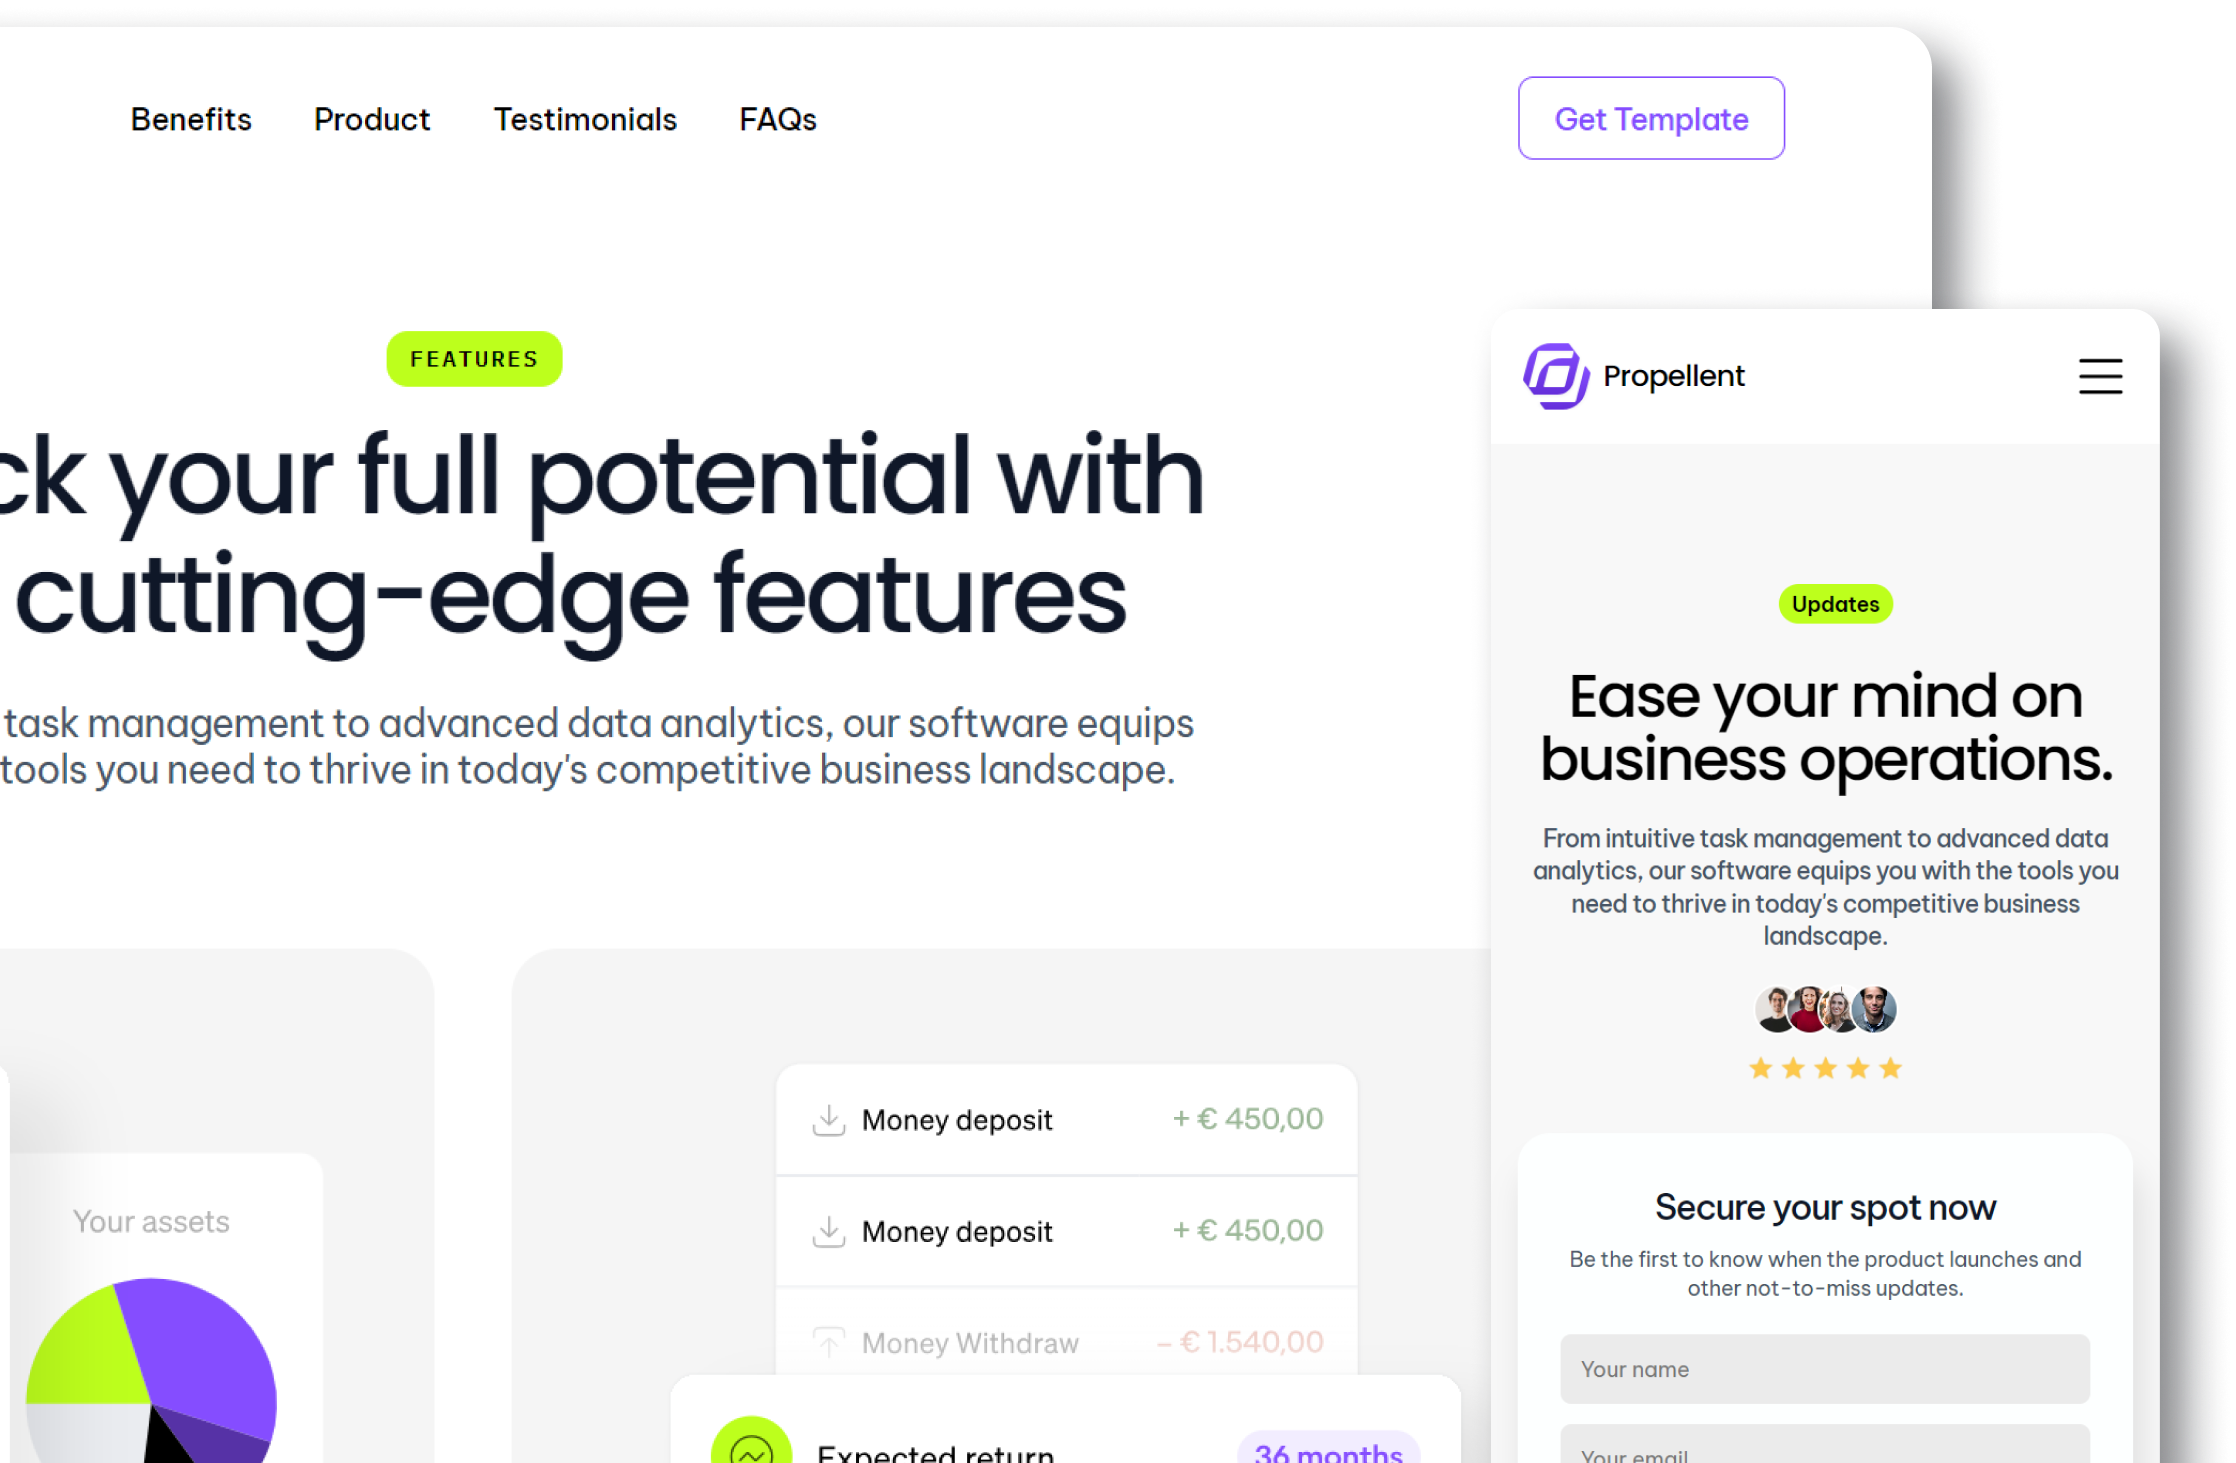 Benefits Product Testimonials FAQs Get Template
FEATURES
ck your full potential with
cutting-edge features
task management to advanced data analytics, our software equips
tools you need to thrive in today's competitive business landscape.
Your assets
Money deposit + € 450,00
Money deposit + € 450,00
Money Withdraw – € 1.540,00
Expected return 36 months
Propellent
Updates
Ease your mind on
business operations.
From intuitive task management to advanced data
analytics, our software equips you with the tools you
need to thrive in today's competitive business
landscape.
Secure your spot now
Be the first to know when the product launches and
other not-to-miss updates.
Your name
Your email